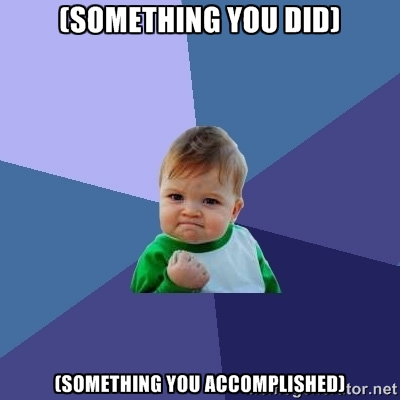 (SOMETHING YOU DID)
(SOMETHING YOU ACCOMPLISHED)
tor.net